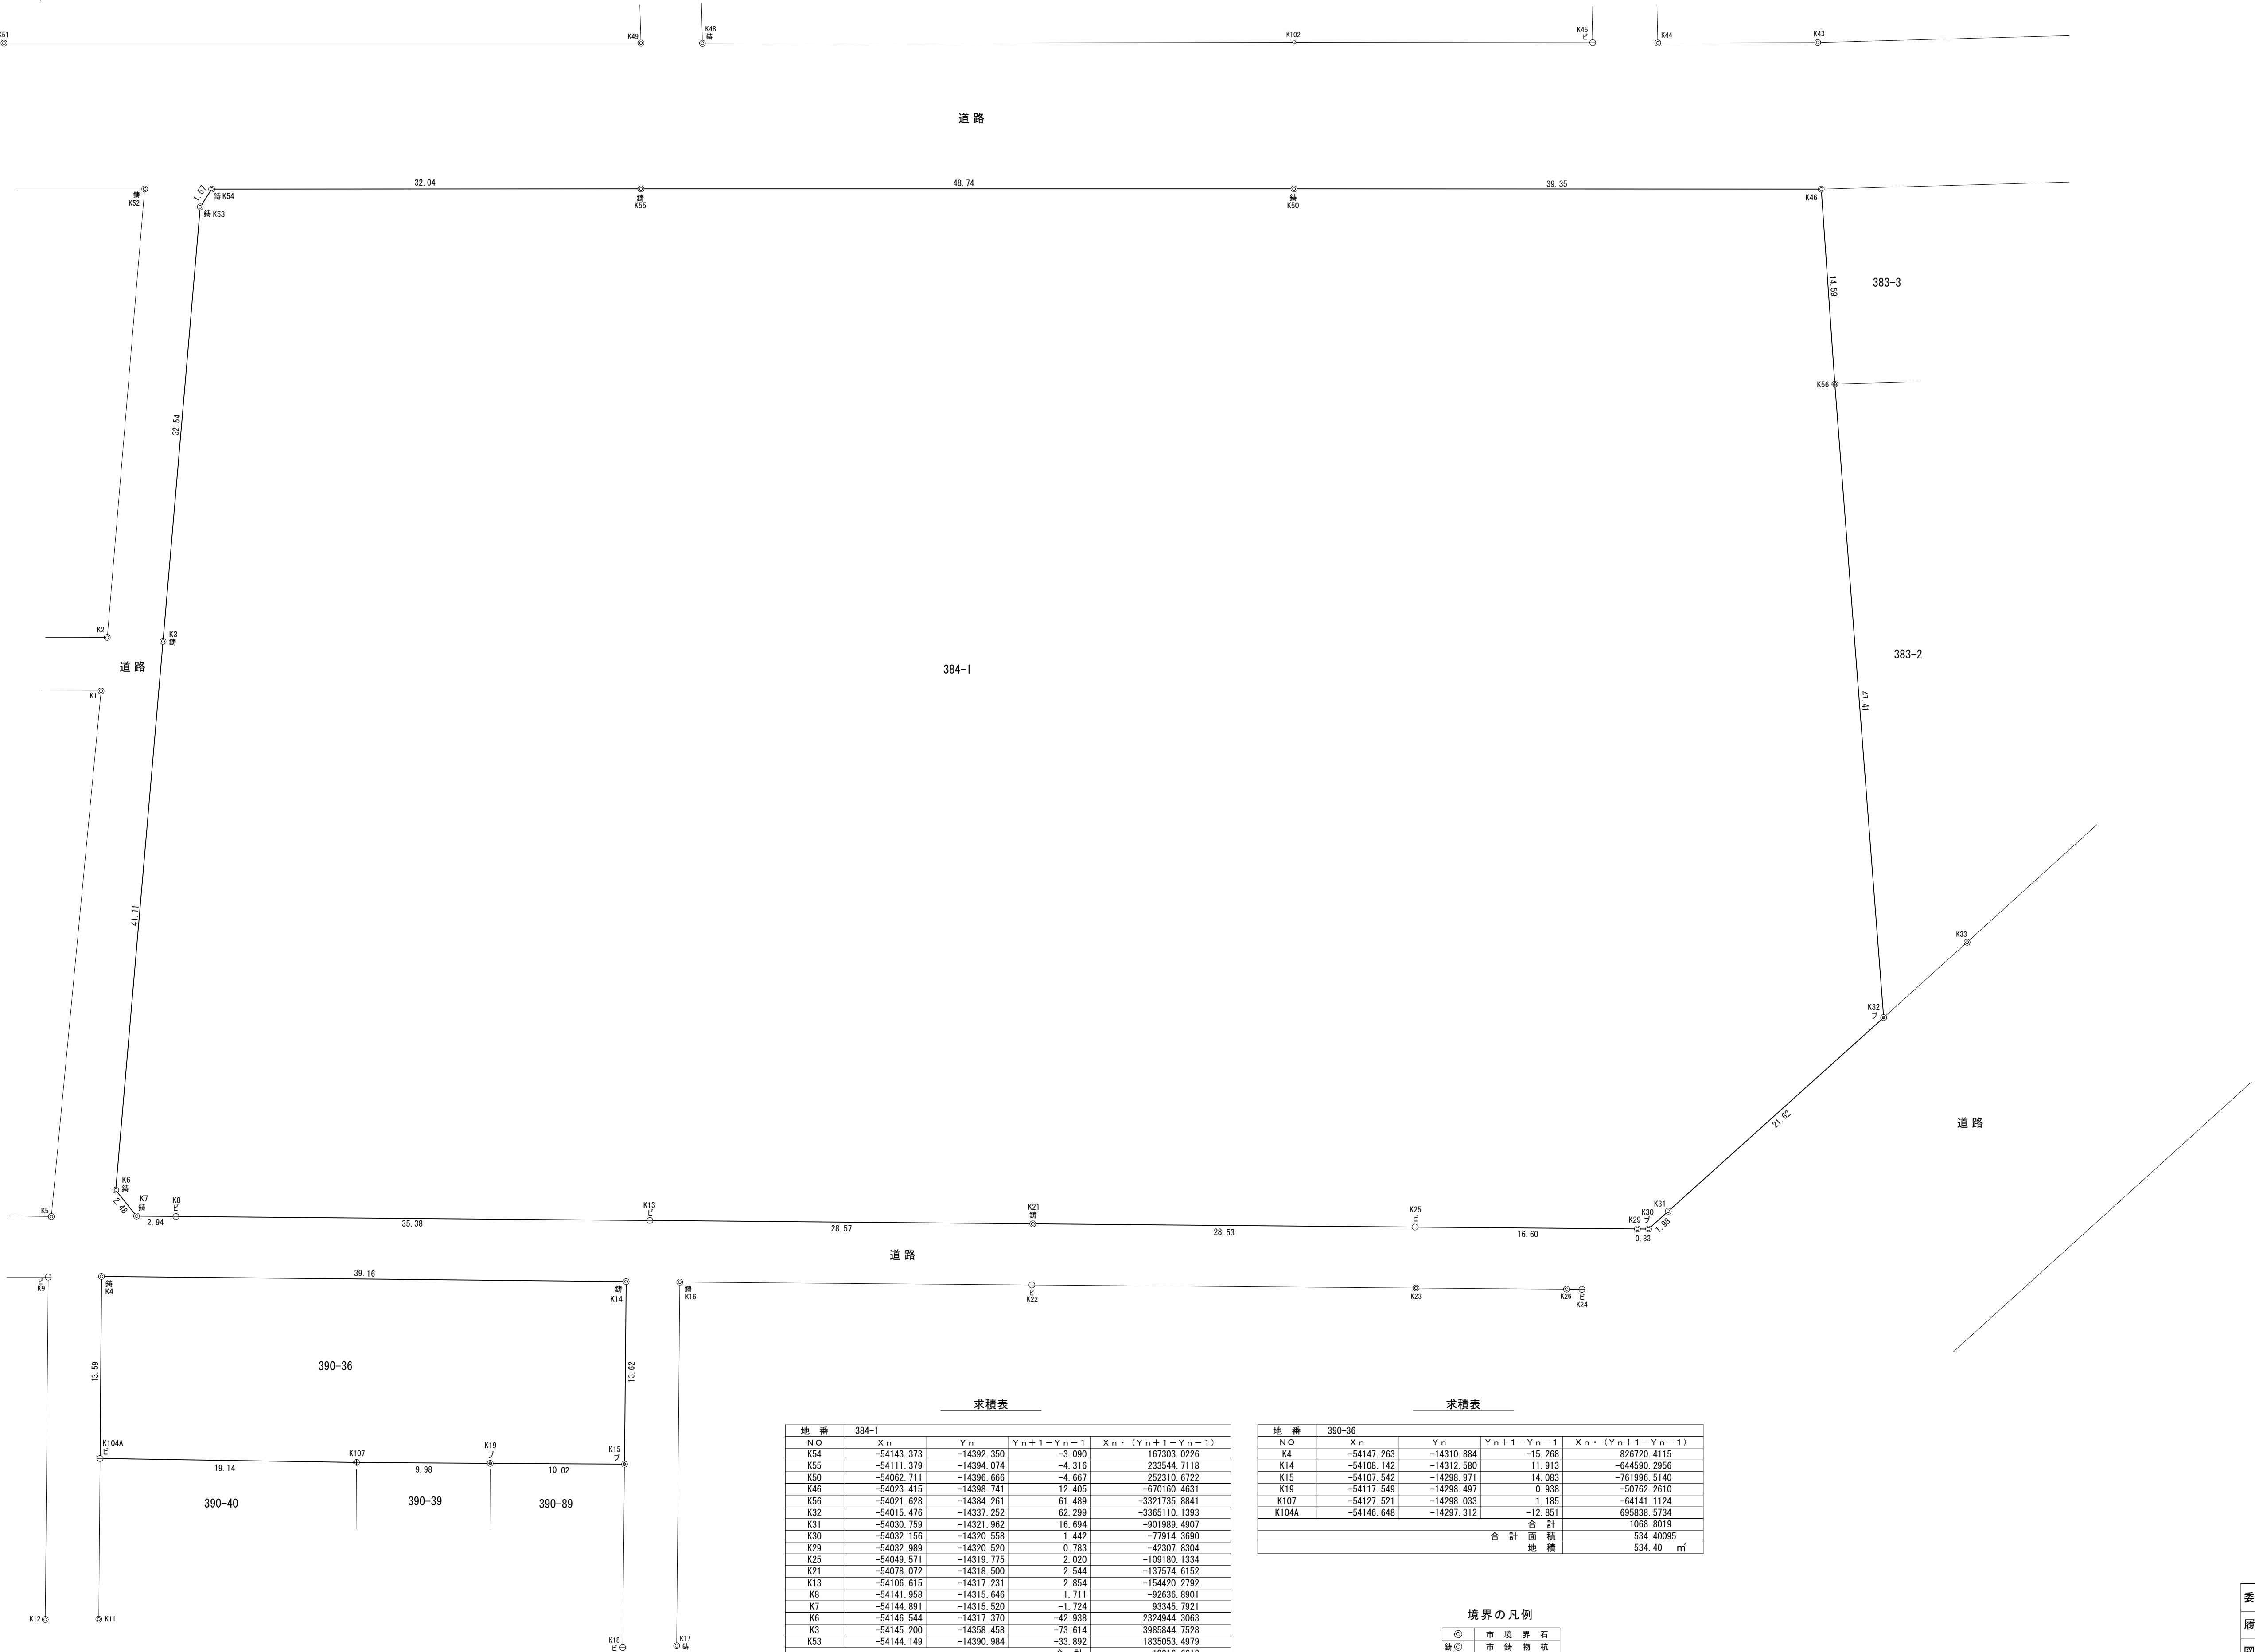 K51
K49
K48
鋳
K102
K45
ビ
K44
K43
道路
鋳
K52
1.57
鋳 K54
鋳 K53
32.04
鋳
K55
48.74
鋳
K50
39.35
K46
14.59
383-3
K56
32.54
K2
K3
鋳
道路
K1
384-1
383-2
47.41
41.11
K33
K32
ブ
21.62
道路
K6
鋳
2.48
K5
K7
鋳
2.94
K8
ビ
35.38
K13
ビ
28.57
K21
鋳
28.53
K25
ビ
16.60
K29
K30
ブ
0.83
K31
1.98
道路
ビ
K9
鋳
K4
39.16
鋳
K14
鋳
K16
ビ
K22
K23
K26
ビ
K24
13.59
390-36
13.62
K104A
ビ
19.14
K107
9.98
K19
ブ
10.02
K15
ブ
390-40
390-39
390-89
K12
K11
K18
ビ
K17
鋳
求積表
地 番 384-1
NO Xn Yn Yn+1-Yn-1 Xn・(Yn+1-Yn-1)
K54 -54143.373 -14392.350 -3.090 167303.0226
K55 -54111.379 -14394.074 -4.316 233544.7118
K50 -54062.711 -14396.666 -4.667 252310.6722
K46 -54023.415 -14398.741 12.405 -670160.4631
K56 -54021.628 -14384.261 61.489 -3321735.8841
K32 -54015.476 -14337.252 62.299 -3365110.1393
K31 -54030.759 -14321.962 16.694 -901989.4907
K30 -54032.156 -14320.558 1.442 -77914.3690
K29 -54032.989 -14320.520 0.783 -42307.8304
K25 -54049.571 -14319.775 2.020 -109180.1334
K21 -54078.072 -14318.500 2.544 -137574.6152
K13 -54106.615 -14317.231 2.854 -154420.2792
K8 -54141.958 -14315.646 1.711 -92636.8901
K7 -54144.891 -14315.520 -1.724 93345.7921
K6 -54146.544 -14317.370 -42.938 2324944.3063
K3 -54145.200 -14358.458 -73.614 3985844.7528
K53 -54144.149 -14390.984 -33.892 1835053.4979
求積表
地 番 390-36
NO Xn Yn Yn+1-Yn-1 Xn・(Yn+1-Yn-1)
K4 -54147.263 -14310.884 -15.268 826720.4115
K14 -54108.142 -14312.580 11.913 -644590.2956
K15 -54107.542 -14298.971 14.083 -761996.5140
K19 -54117.549 -14298.497 0.938 -50762.2610
K107 -54127.521 -14298.033 1.185 -64141.1124
K104A -54146.648 -14297.312 -12.851 695838.5734
合 計 1068.8019
合 計 面 積 534.40095
地 積 534.40 ㎡
境界の凡例
◎ 市 境 界 石
鋳◎ 市 鋳 物 杭
委
履